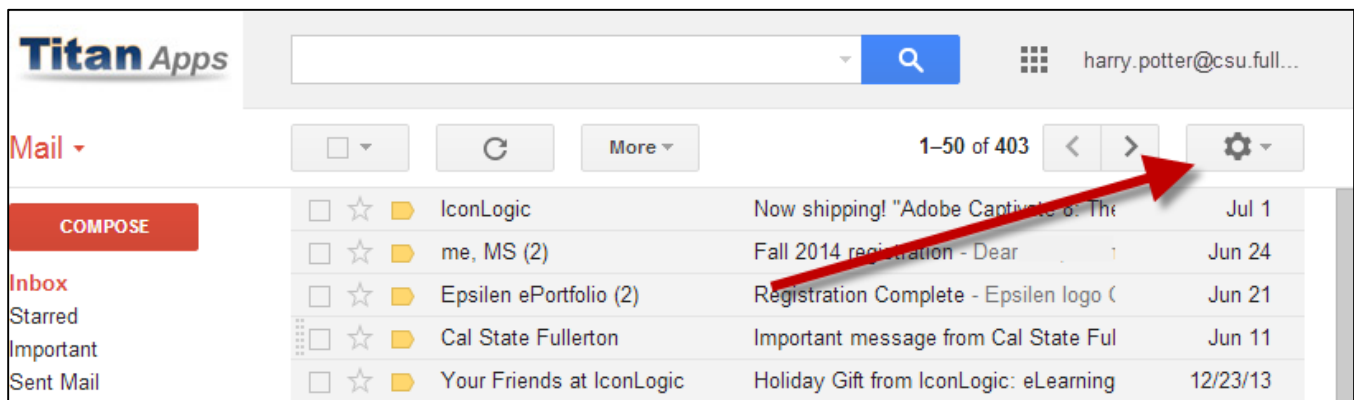 Titan Apps
harry.potter@csu.full...
Mail
More
1–50 of 403
COMPOSE
IconLogic Now shipping! "Adobe Captivate 8: The Jul 1
me, MS (2) Fall 2014 registration - Dear Jun 24
Inbox
Epsilen ePortfolio (2) Registration Complete - Epsilen logo Jun 21
Starred
Cal State Fullerton Important message from Cal State Ful Jun 11
Important
Your Friends at IconLogic Holiday Gift from IconLogic: eLearning 12/23/13
Sent Mail